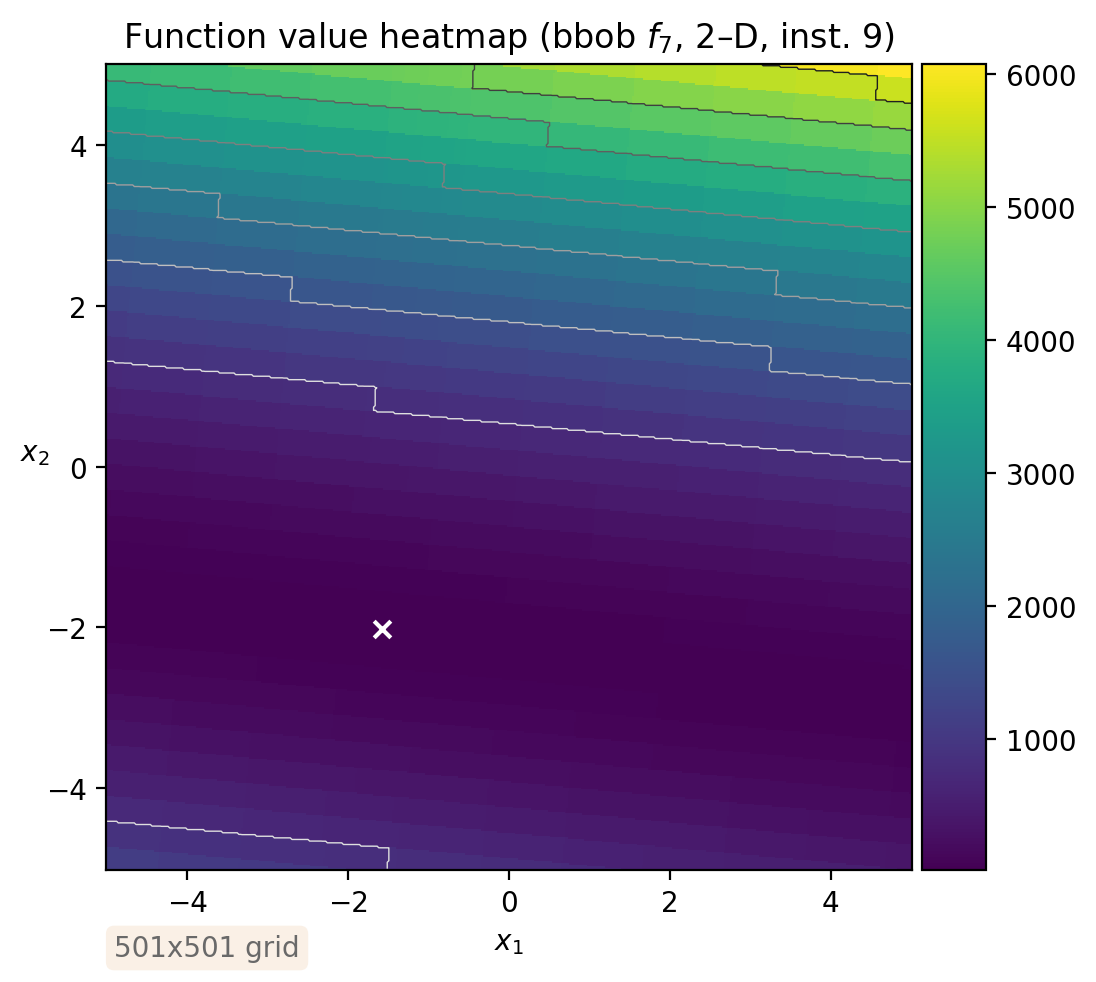 Function value heatmap (bbob f₇, 2–D, inst. 9)
6000
5000
4000
3000
2000
1000
4
2
0
−2
−4
x₂
−4 −2 0 2 4
x₁
501x501 grid